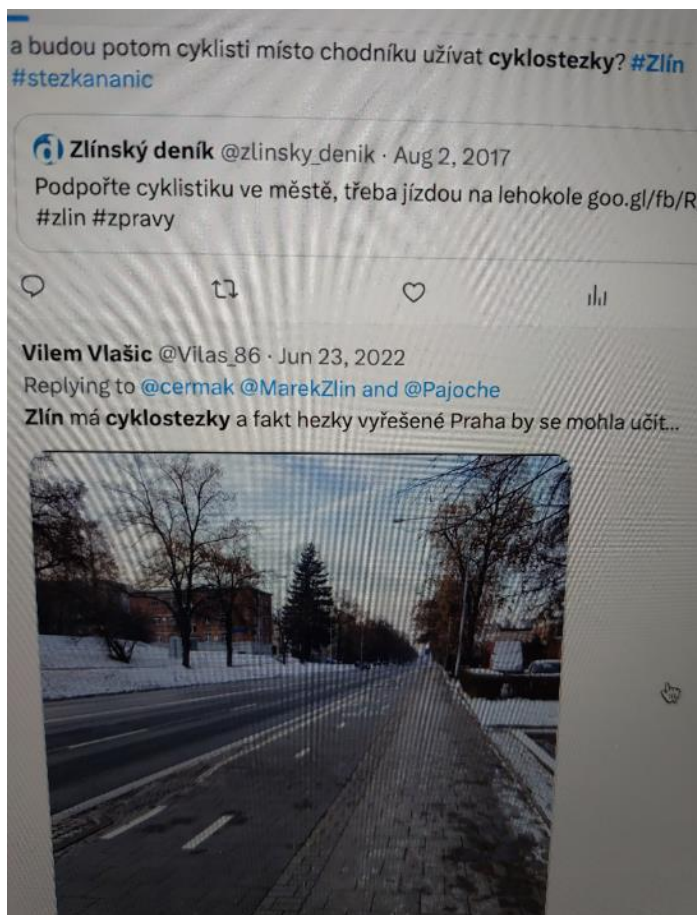 a budou potom cyklisti místo chodníku užívat cyklostezky? #Zlín
#stezkananic
Zlínský deník @zlinsky_denik · Aug 2, 2017
Podpořte cyklistiku ve městě, třeba jízdou na lehokole goo.gl/fb/R
#zlin #zpravy
Vilem Vlašic @Vilas_86 · Jun 23, 2022
Replying to @cermak @MarekZlin and @Pajoche
Zlín má cyklostezky a fakt hezky vyřešené Praha by se mohla učit...